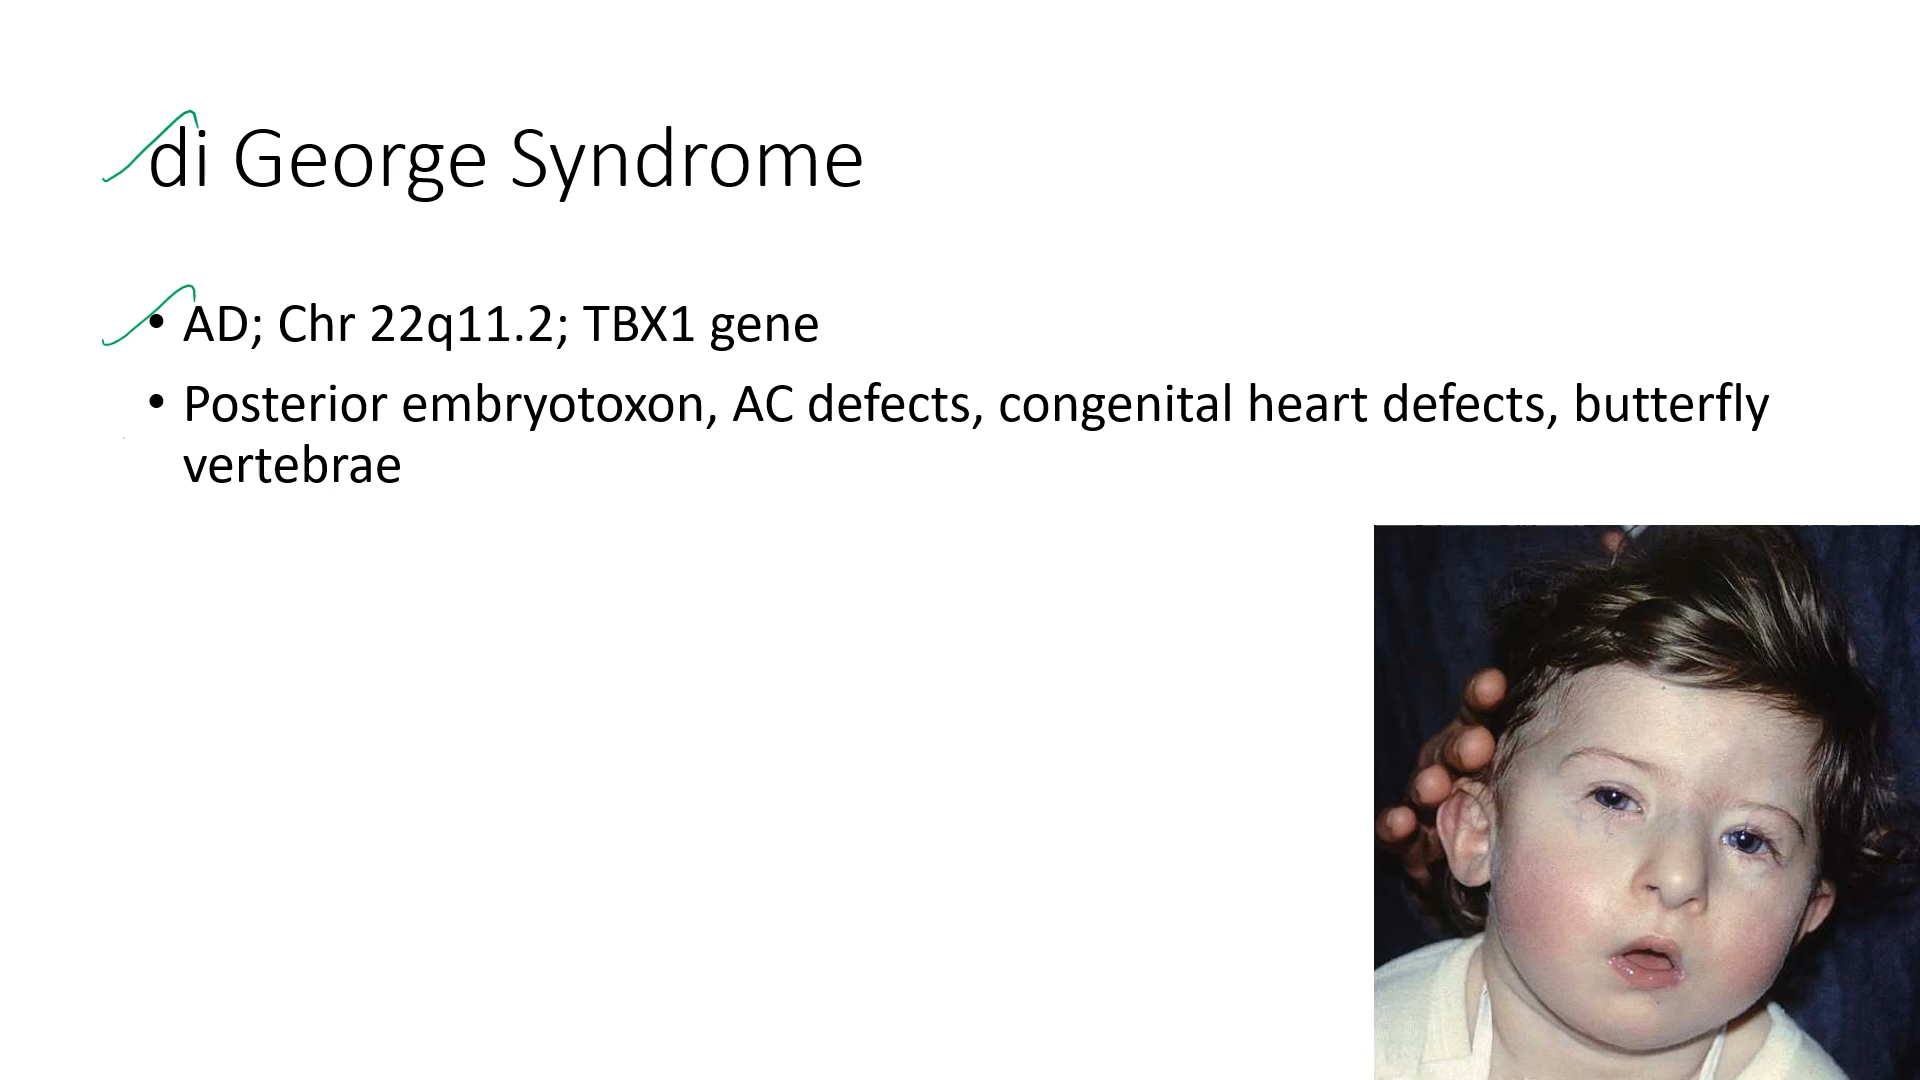 di George Syndrome
• AD; Chr 22q11.2; TBX1 gene
• Posterior embryotoxon, AC defects, congenital heart defects, butterfly
vertebrae